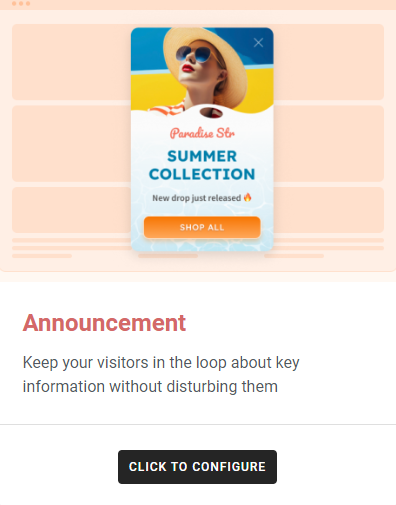 Paradise Str
SUMMER
COLLECTION
New drop just released 🔥
SHOP ALL
Announcement
Keep your visitors in the loop about key
information without disturbing them
CLICK TO CONFIGURE